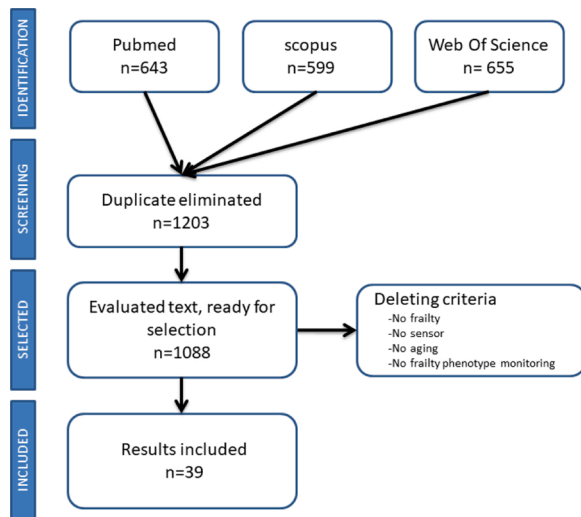 IDENTIFICATION
Pubmed
n=643
scopus
n=599
Web Of Science
n= 655
SCREENING
Duplicate eliminated
n=1203
SELECTED
Evaluated text, ready for
selection
n=1088
Deleting criteria
-No frailty
-No sensor
-No aging
-No frailty phenotype monitoring
INCLUDED
Results included
n=39